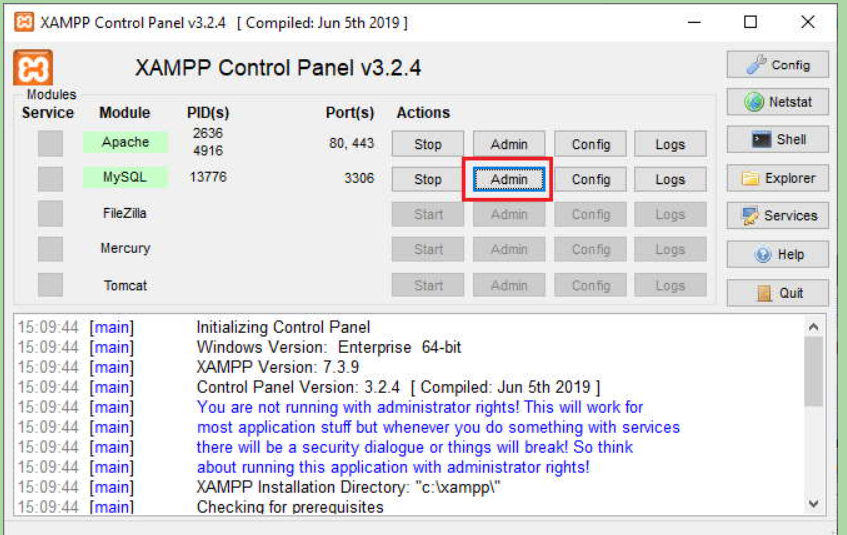 XAMPP Control Panel v3.2.4 [ Compiled: Jun 5th 2019 ]
XAMPP Control Panel v3.2.4
Config
Modules
Service Module PID(s) Port(s) Actions
Netstat
Apache 2636 4916 80, 443 Stop Admin Config Logs
Shell
MySQL 13776 3306 Stop Admin Config Logs
Explorer
FileZilla Start Admin Config Logs
Services
Mercury Start Admin Config Logs
Help
Tomcat Start Admin Config Logs
Quit
15:09:44 [main] Initializing Control Panel
15:09:44 [main] Windows Version: Enterprise 64-bit
15:09:44 [main] XAMPP Version: 7.3.9
15:09:44 [main] Control Panel Version: 3.2.4 [ Compiled: Jun 5th 2019 ]
15:09:44 [main] You are not running with administrator rights! This will work for
15:09:44 [main] most application stuff but whenever you do something with services
15:09:44 [main] there will be a security dialogue or things will break! So think
15:09:44 [main] about running this application with administrator rights!
15:09:44 [main] XAMPP Installation Directory: "c:\xampp\"
15:09:44 [main] Checking for prerequisites